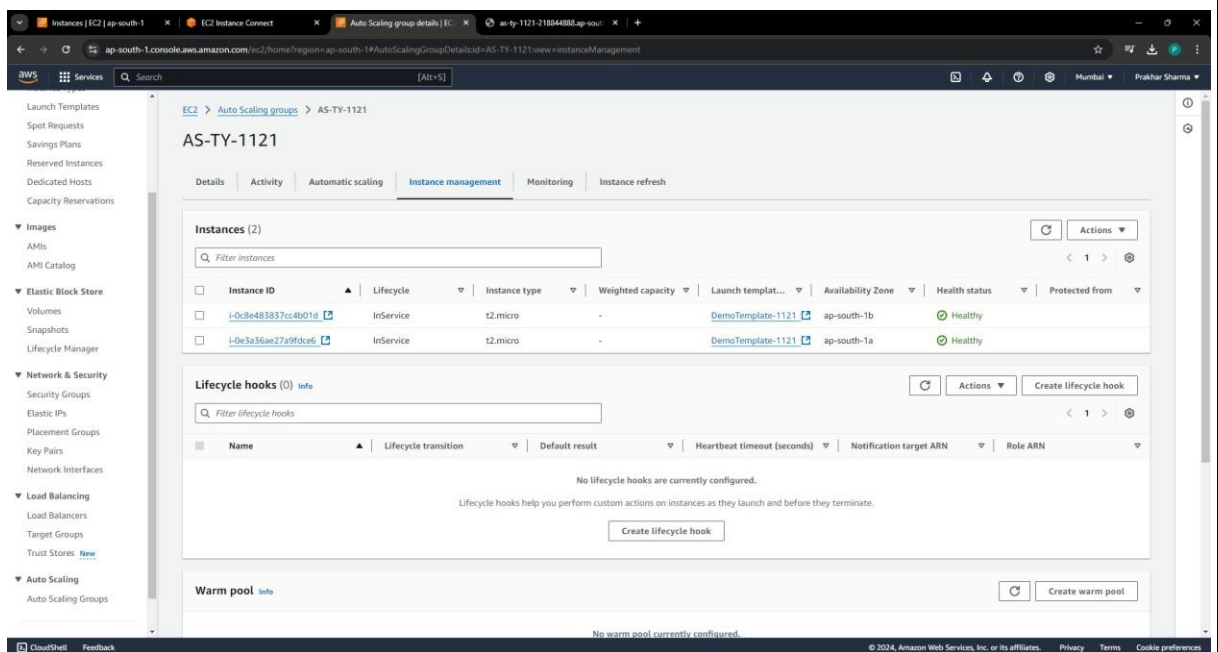 Instances | EC2 | ap-south-1
EC2 Instance Connect
Auto Scaling group details | EC
as-ty-1121-218844888.ap-sout
ap-south-1.console.aws.amazon.com/ec2/home?region=ap-south-1#AutoScalingGroupDetails:id=AS-TY-1121;view=instanceManagement
aws Services Search [Alt+S] Mumbai ▼ Prakhar Sharma ▼
Launch Templates
Spot Requests
Savings Plans
Reserved Instances
Dedicated Hosts
Capacity Reservations
Images
AMIs
AMI Catalog
Elastic Block Store
Volumes
Snapshots
Lifecycle Manager
Network & Security
Security Groups
Elastic IPs
Placement Groups
Key Pairs
Network Interfaces
Load Balancing
Load Balancers
Target Groups
Trust Stores New
Auto Scaling
Auto Scaling Groups
EC2 > Auto Scaling groups > AS-TY-1121
AS-TY-1121
Details Activity Automatic scaling Instance management Monitoring Instance refresh
Instances (2) Actions ▼
Filter instances < 1 >
Instance ID Lifecycle Instance type Weighted capacity Launch templat... Availability Zone Health status Protected from
i-0c8e483837cc4b01d InService t2.micro - DemoTemplate-1121 ap-south-1b Healthy
i-0e3a36ae27a9fdce6 InService t2.micro - DemoTemplate-1121 ap-south-1a Healthy
Lifecycle hooks (0) Info Actions ▼ Create lifecycle hook
Filter lifecycle hooks < 1 >
Name Lifecycle transition Default result Heartbeat timeout (seconds) Notification target ARN Role ARN
No lifecycle hooks are currently configured.
Lifecycle hooks help you perform custom actions on instances as they launch and before they terminate.
Create lifecycle hook
Warm pool Info Create warm pool
No warm pool currently configured.
CloudShell Feedback © 2024, Amazon Web Services, Inc. or its affiliates. Privacy Terms Cookie preferences